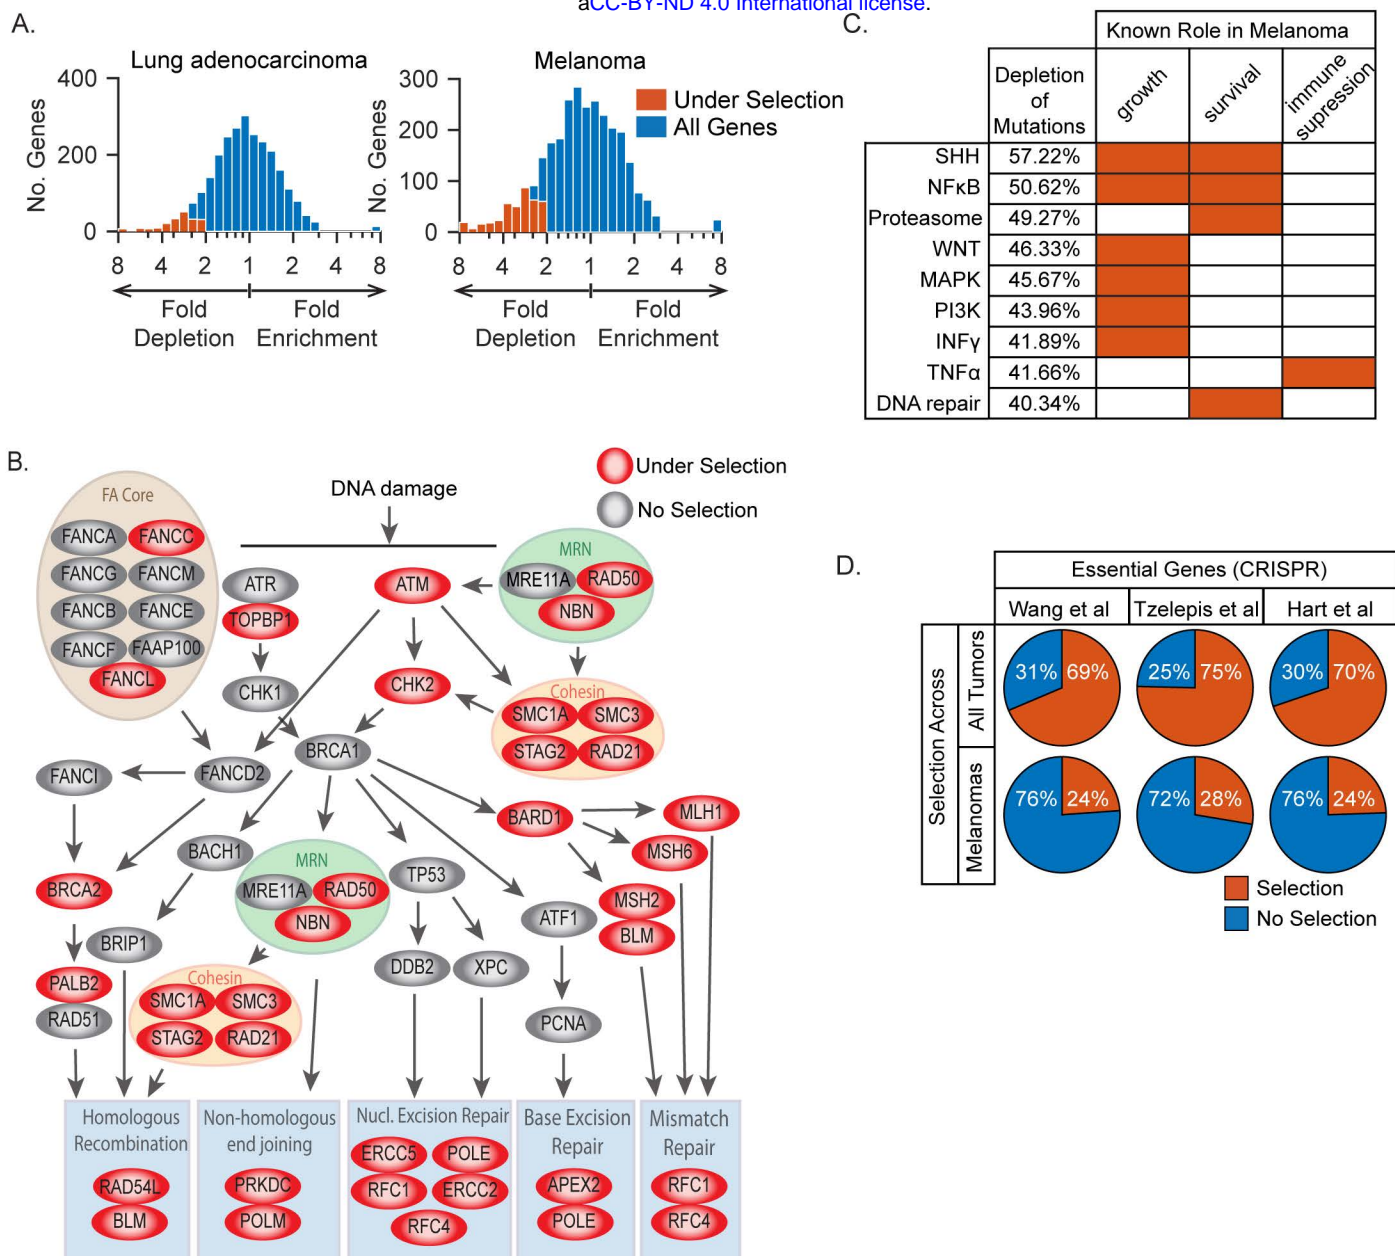 aCC-BY-ND 4.0 International license.
A.
Lung adenocarcinoma
400
200
0
No. Genes
8 4 2 1 2 4 8
Fold Depletion
Fold Enrichment
Melanoma
300
200
100
0
No. Genes
8 4 2 1 2 4 8
Fold Depletion
Fold Enrichment
Under Selection
All Genes
C.
Known Role in Melanoma
Depletion of Mutations
growth
survival
immune supression
SHH 57.22%
NFκB 50.62%
Proteasome 49.27%
WNT 46.33%
MAPK 45.67%
PI3K 43.96%
INFγ 41.89%
TNFα 41.66%
DNA repair 40.34%
B.
Under Selection
No Selection
DNA damage
FA Core
FANCA FANCC
FANCG FANCM
FANCB FANCE
FANCF FAAP100
FANCL
ATR
TOPBP1
CHK1
ATM
CHK2
MRN
MRE11A RAD50
NBN
Cohesin
SMC1A SMC3
STAG2 RAD21
BRCA1
FANCI
FANCD2
BARD1
MLH1
MSH6
MSH2
BLM
BACH1
BRCA2
BRIP1
PALB2
RAD51
MRN
MRE11A RAD50
NBN
Cohesin
SMC1A SMC3
STAG2 RAD21
TP53
DDB2
XPC
ATF1
PCNA
Homologous
Recombination
RAD54L
BLM
Non-homologous
end joining
PRKDC
POLM
Nucl. Excision Repair
ERCC5 POLE
RFC1 ERCC2
RFC4
Base Excision
Repair
APEX2
POLE
Mismatch
Repair
RFC1
RFC4
D.
Essential Genes (CRISPR)
Wang et al Tzelepis et al Hart et al
Selection Across
All Tumors
31% 69% 25% 75% 30% 70%
Melanomas
76% 24% 72% 28% 76% 24%
Selection
No Selection